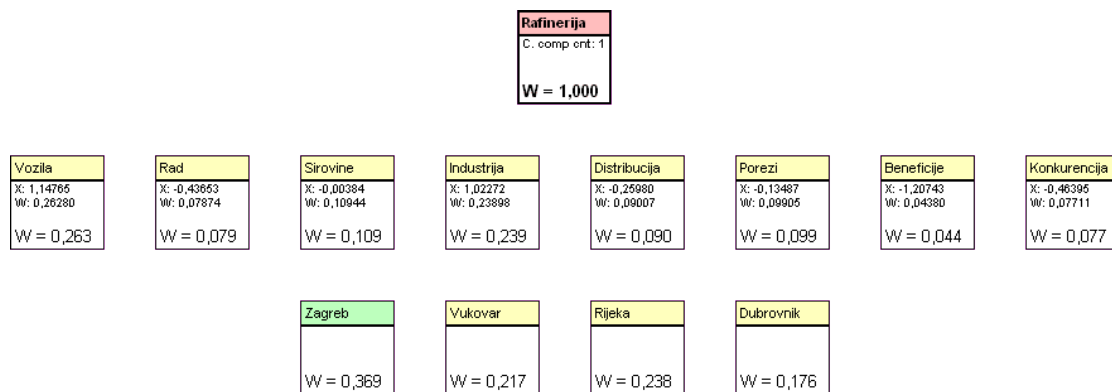 Rafinerija
C. comp cnt: 1
W = 1,000
Vozila
X: 1,14765
W: 0,26280
W = 0,263
Rad
X: -0,43653
W: 0,07874
W = 0,079
Sirovine
X: -0,00384
W: 0,10944
W = 0,109
Industrija
X: 1,02272
W: 0,23898
W = 0,239
Distribucija
X: -0,25980
W: 0,09007
W = 0,090
Porezi
X: -0,13487
W: 0,09905
W = 0,099
Beneficije
X: -1,20743
W: 0,04380
W = 0,044
Konkurencija
X: -0,46395
W: 0,07711
W = 0,077
Zagreb
W = 0,369
Vukovar
W = 0,217
Rijeka
W = 0,238
Dubrovnik
W = 0,176